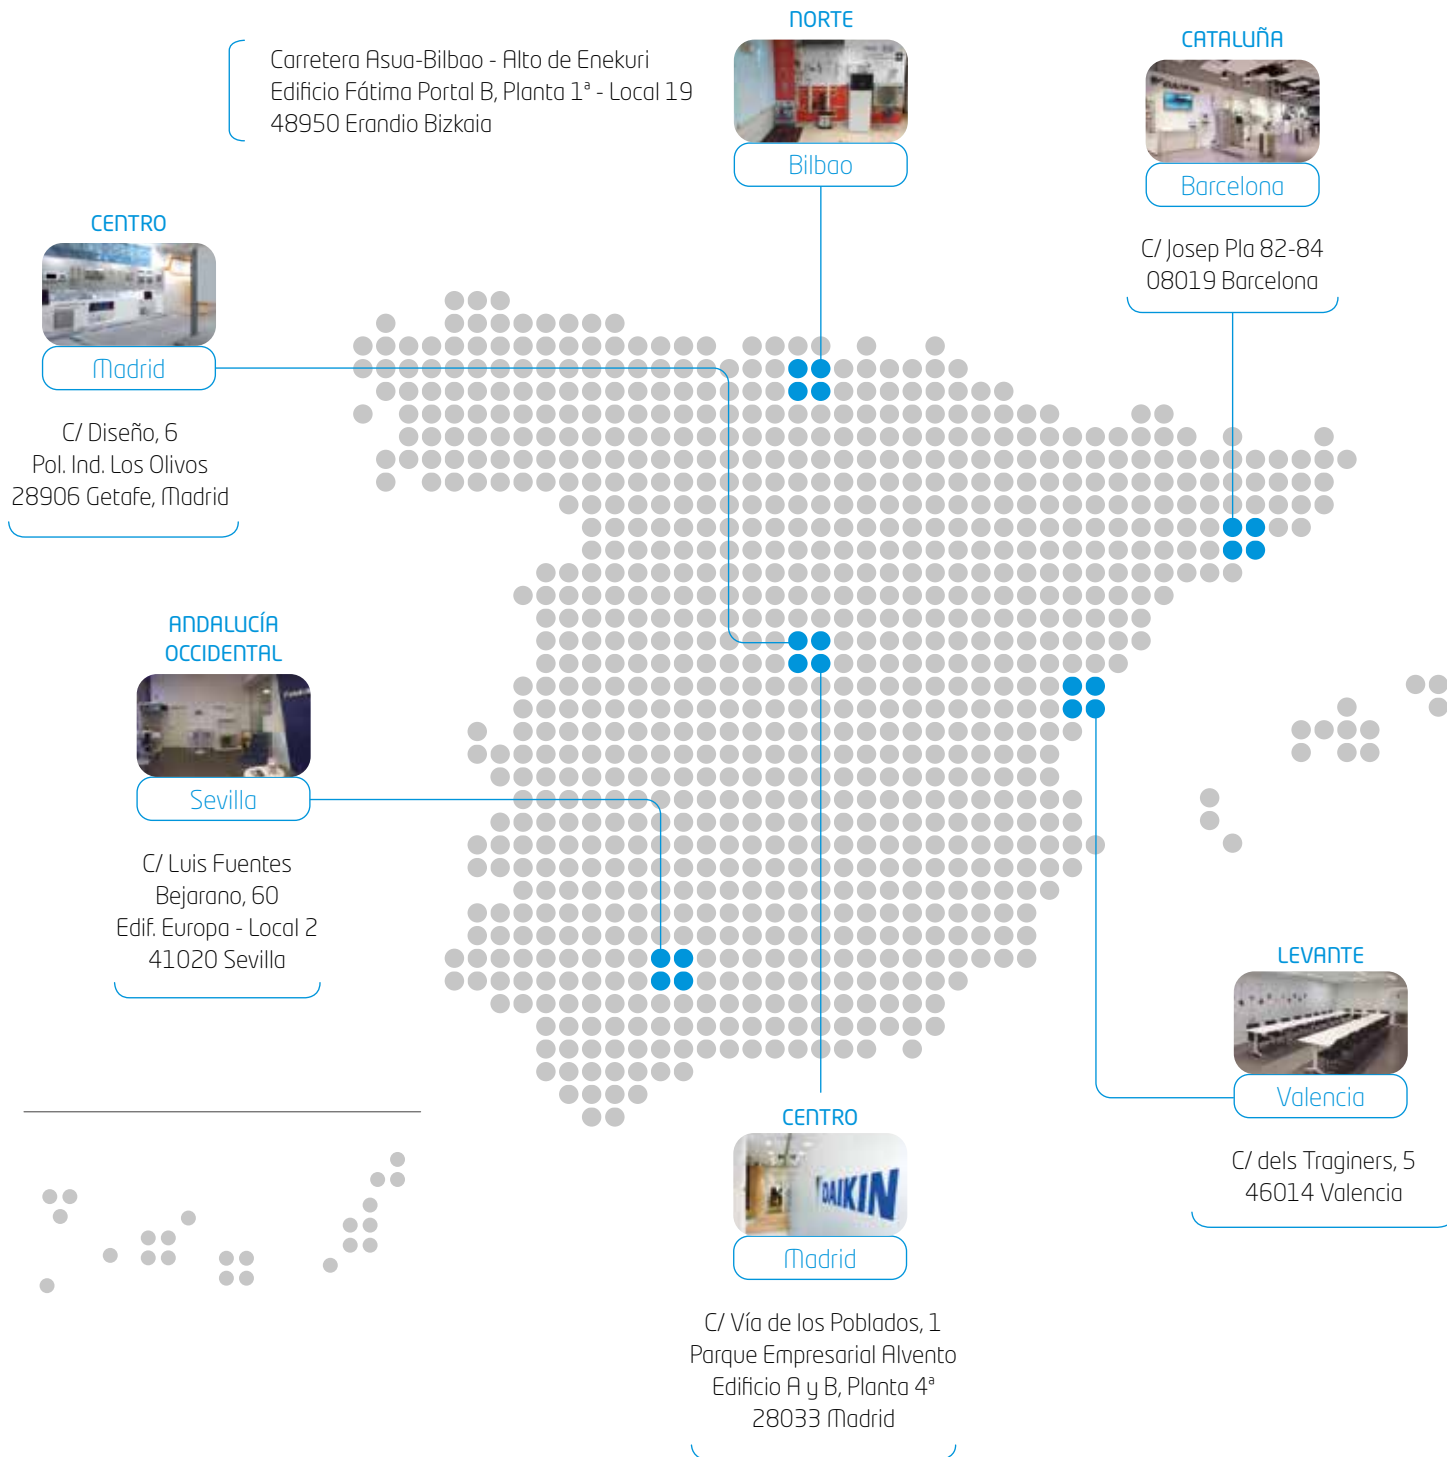 NORTE
Carretera Asua-Bilbao - Alto de Enekuri
Edificio Fátima Portal B, Planta 1ª - Local 19
48950 Erandio Bizkaia
Bilbao
CATALUÑA
Barcelona
C/ Josep Pla 82-84
08019 Barcelona
CENTRO
Madrid
C/ Diseño, 6
Pol. Ind. Los Olivos
28906 Getafe, Madrid
ANDALUCÍA
OCCIDENTAL
Sevilla
C/ Luis Fuentes
Bejarano, 60
Edif. Europa - Local 2
41020 Sevilla
LEVANTE
Valencia
C/ dels Traginers, 5
46014 Valencia
CENTRO
DAIKIN
Madrid
C/ Vía de los Poblados, 1
Parque Empresarial Alvento
Edificio A y B, Planta 4ª
28033 Madrid